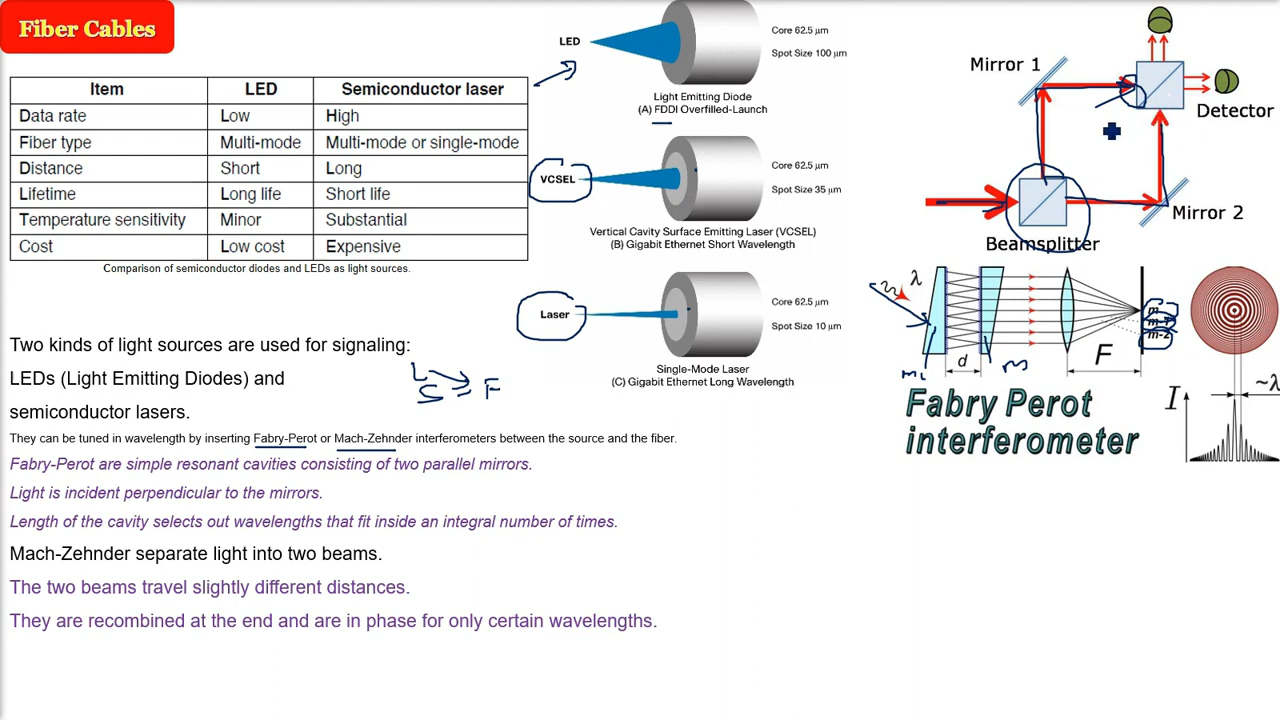 Fiber Cables
Item LED Semiconductor laser
Data rate Low High
Fiber type Multi-mode Multi-mode or single-mode
Distance Short Long
Lifetime Long life Short life
Temperature sensitivity Minor Substantial
Cost Low cost Expensive
Comparison of semiconductor diodes and LEDs as light sources.
Two kinds of light sources are used for signaling:
LEDs (Light Emitting Diodes) and
semiconductor lasers.
L
S F
They can be tuned in wavelength by inserting Fabry-Perot or Mach-Zehnder interferometers between the source and the fiber.
Fabry-Perot are simple resonant cavities consisting of two parallel mirrors.
Light is incident perpendicular to the mirrors.
Length of the cavity selects out wavelengths that fit inside an integral number of times.
Mach-Zehnder separate light into two beams.
The two beams travel slightly different distances.
They are recombined at the end and are in phase for only certain wavelengths.
LED
Core 62.5 µm
Spot Size 100 µm
Light Emitting Diode
(A) FDDI Overfilled-Launch
VCSEL
Core 62.5 µm
Spot Size 35 µm
Vertical Cavity Surface Emitting Laser (VCSEL)
(B) Gigabit Ethernet Short Wavelength
Laser
Core 62.5 µm
Spot Size 10 µm
Single-Mode Laser
(C) Gigabit Ethernet Long Wavelength
Mirror 1
Detector
Mirror 2
Beamsplitter
λ
m
m-1
m-2
d
F
m
Fabry Perot
interferometer
I
~λ